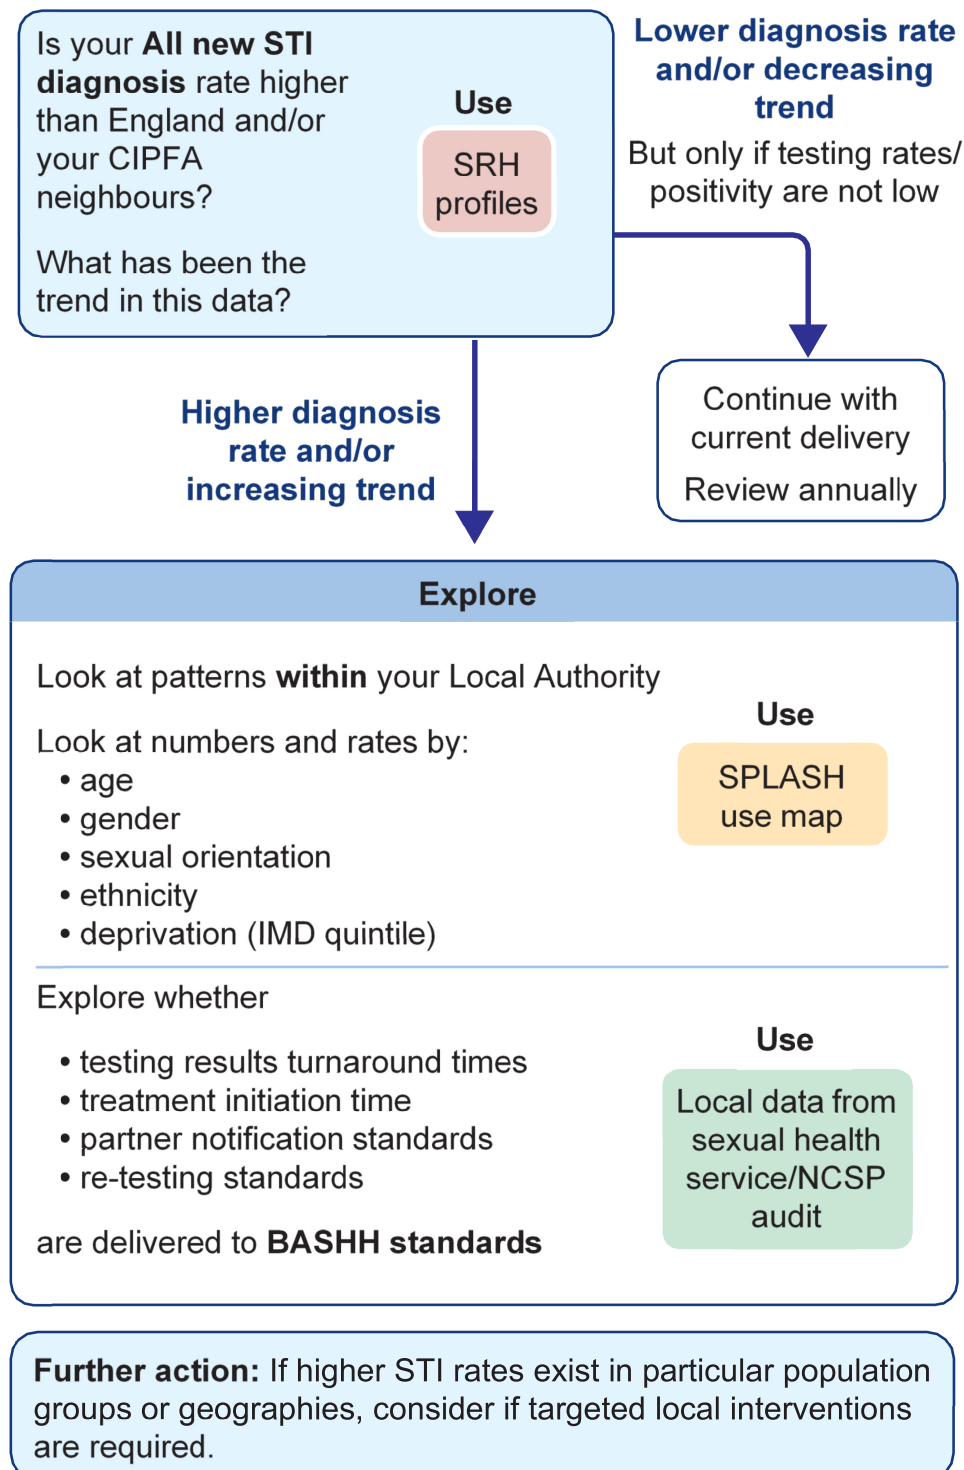 Is your All new STI
diagnosis rate higher
than England and/or
your CIPFA
neighbours?
What has been the
trend in this data?
Use
SRH
profiles
Lower diagnosis rate
and/or decreasing
trend
But only if testing rates/
positivity are not low
Continue with
current delivery
Review annually
Higher diagnosis
rate and/or
increasing trend
Explore
Look at patterns within your Local Authority
Look at numbers and rates by:
• age
• gender
• sexual orientation
• ethnicity
• deprivation (IMD quintile)
Use
SPLASH
use map
Explore whether
• testing results turnaround times
• treatment initiation time
• partner notification standards
• re-testing standards
are delivered to BASHH standards
Use
Local data from
sexual health
service/NCSP
audit
Further action: If higher STI rates exist in particular population
groups or geographies, consider if targeted local interventions
are required.